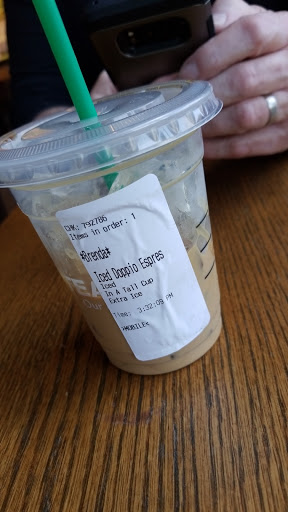 CHK: 792786
Items in order: 1
*Brenda*
Iced Doppio Espres
Iced
In A Tall Cup
Extra Ice
Time: 3:32:09 PM
>MOBILE<